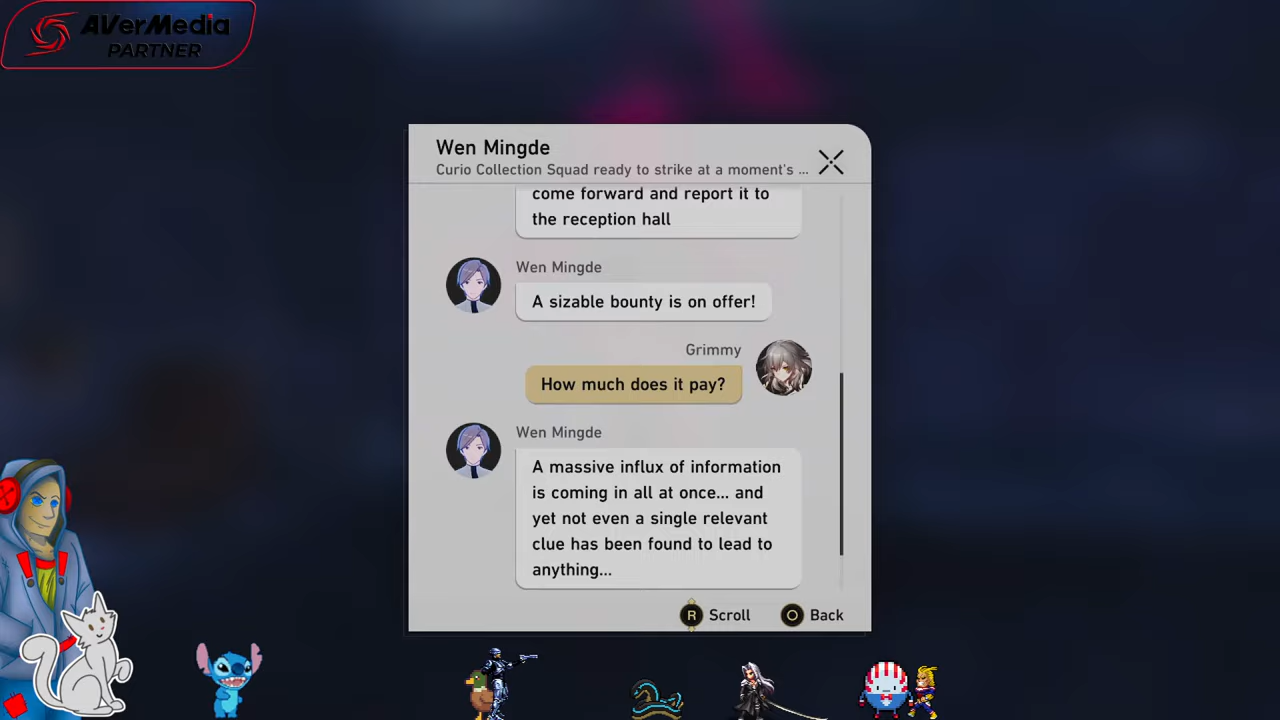 AVerMedia
PARTNER
Wen Mingde
Curio Collection Squad ready to strike at a moment's ...
come forward and report it to
the reception hall
Wen Mingde
A sizable bounty is on offer!
Grimmy
How much does it pay?
Wen Mingde
A massive influx of information
is coming in all at once... and
yet not even a single relevant
clue has been found to lead to
anything...
R Scroll
Back